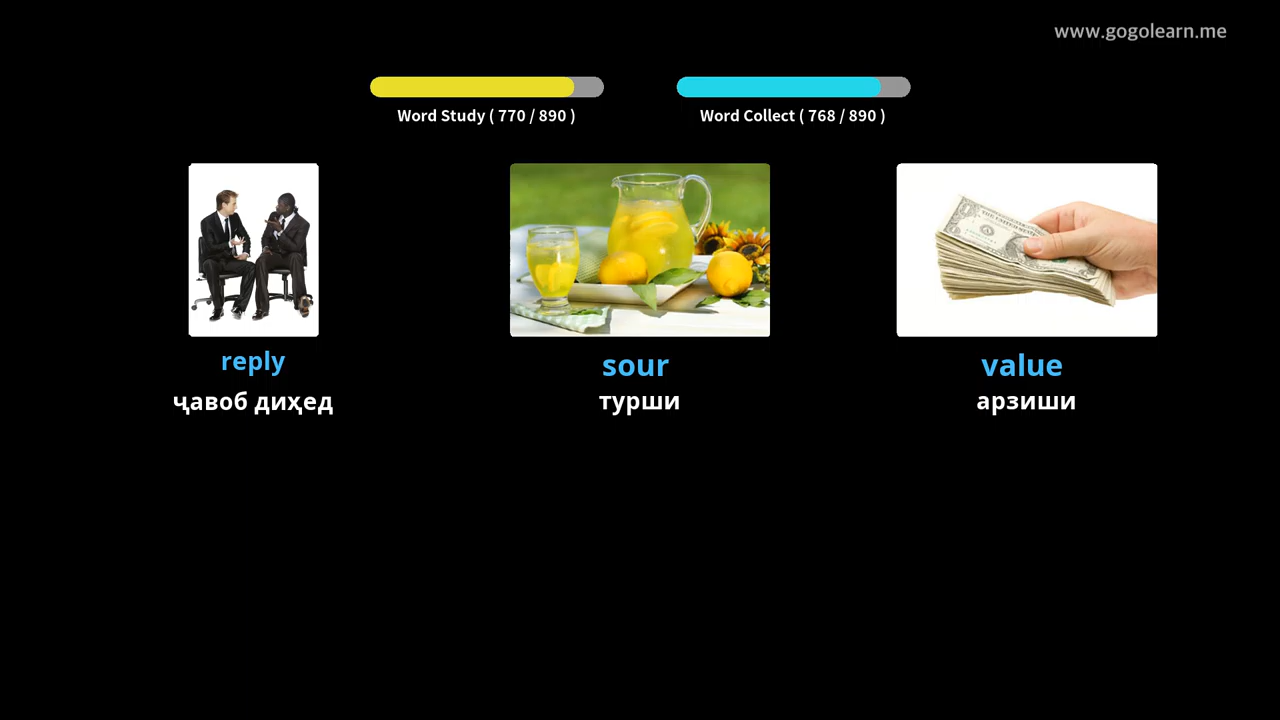 www.gogolearn.me
Word Study ( 770 / 890 )
Word Collect ( 768 / 890 )
reply
ҷавоб диҳед
sour
турши
value
арзиши